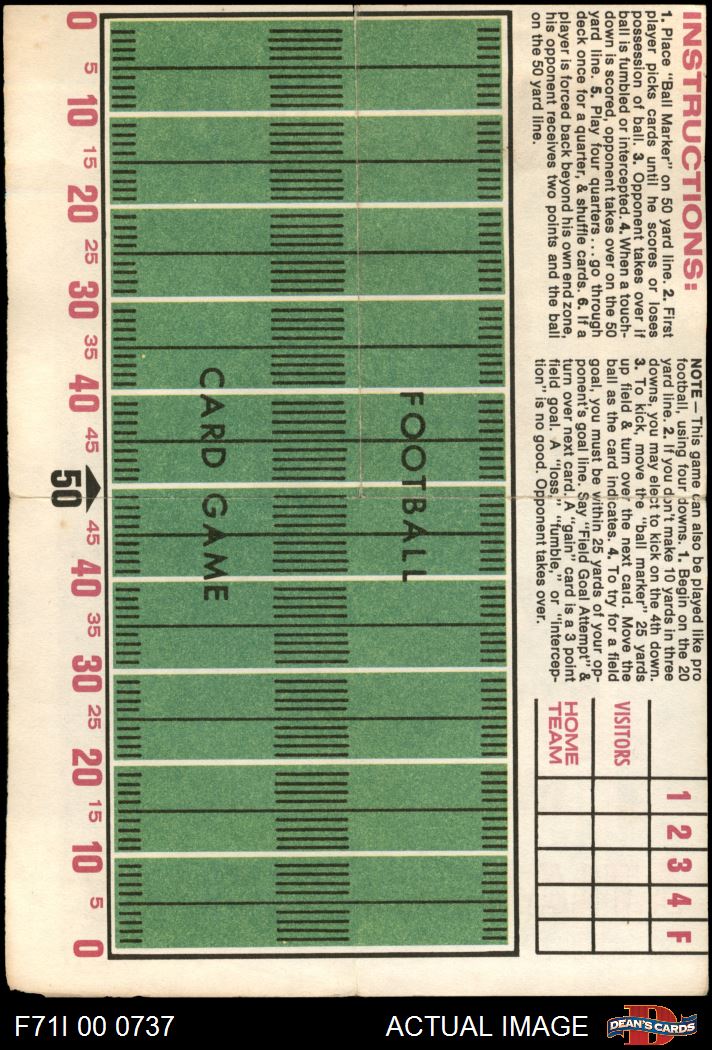 INSTRUCTIONS:
1. Place "Ball Marker" on 50 yard line. 2. First
player picks cards until he scores or loses
possession of ball. 3. Opponent takes over if
ball is fumbled or intercepted. 4. When a touch-
down is scored, opponent takes over on the 50
yard line. 5. Play four quarters ... go through
deck once for a quarter, & shuffle cards. 6. If a
player is forced back beyond his own end zone,
his opponent receives two points and the ball
on the 50 yard line.
NOTE — This game can also be played like pro
football, using four downs. 1. Begin on the 20
yard line. 2. If you don't make 10 yards in three
downs, you may elect to kick on the 4th down.
3. To kick, move the "ball marker" 25 yards
up field & turn over the next card. Move the
ball as the card indicates. 4. To try for a field
goal, you must be within 25 yards of your op-
ponent's goal line. Say "Field Goal Attempt" &
turn over next card. A "gain" card is a 3 point
field goal. A "loss," "fumble," or "intercep-
tion" is no good. Opponent takes over.
1 2 3 4 F
VISITORS
HOME
TEAM
FOOTBALL
CARD GAME
0 5 10 15 20 25 30 35 40 45 50 45 40 35 30 25 20 15 10 5 0
F71I 00 0737
ACTUAL IMAGE
D
DEAN'S CARDS